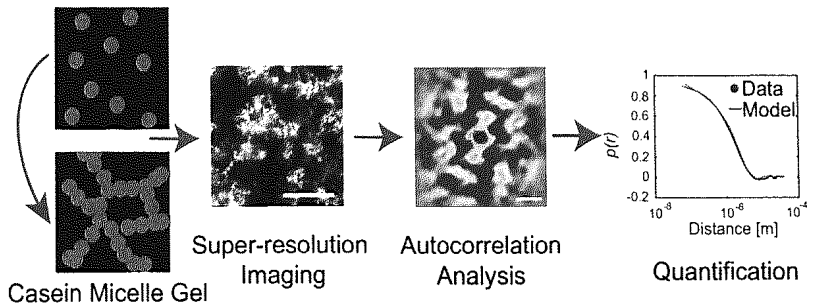 Casein Micelle Gel
Super-resolution
Imaging
Autocorrelation
Analysis
1
0.8
0.6
0.4
0.2
0
-0.2
p(r)
Data
Model
10⁻⁸
10⁻⁶
10⁻⁴
Distance [m]
Quantification